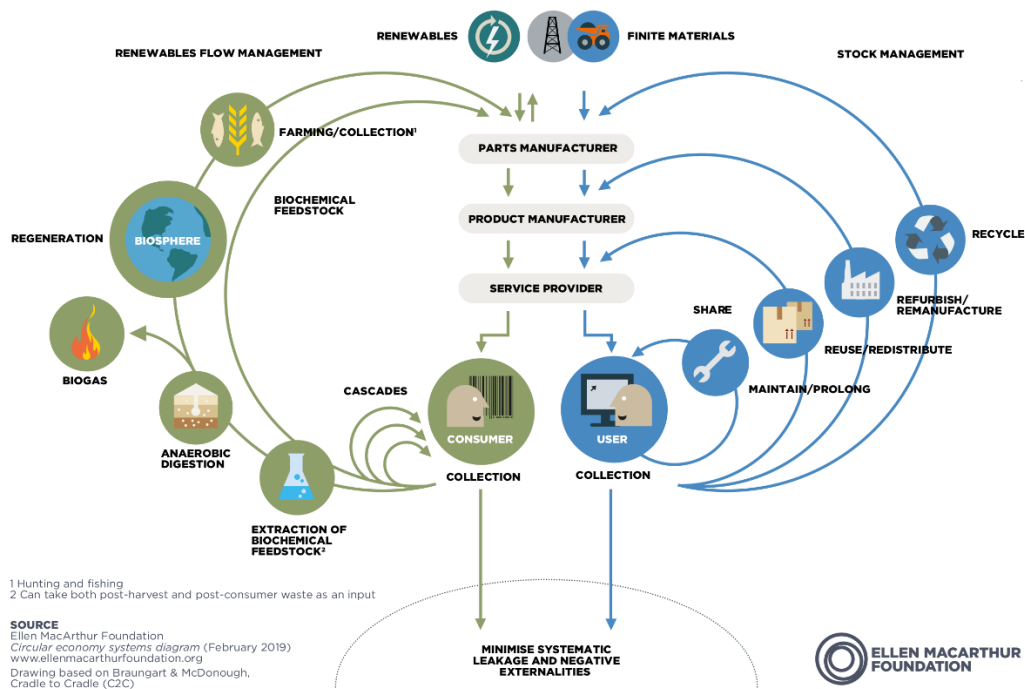 RENEWABLES
FINITE MATERIALS
RENEWABLES FLOW MANAGEMENT
STOCK MANAGEMENT
FARMING/COLLECTION¹
PARTS MANUFACTURER
BIOCHEMICAL
FEEDSTOCK
PRODUCT MANUFACTURER
REGENERATION
BIOSPHERE
RECYCLE
SERVICE PROVIDER
REFURBISH/
REMANUFACTURE
SHARE
REUSE/REDISTRIBUTE
BIOGAS
MAINTAIN/PROLONG
CASCADES
CONSUMER
USER
ANAEROBIC
DIGESTION
COLLECTION
COLLECTION
EXTRACTION OF
BIOCHEMICAL
FEEDSTOCK²
1 Hunting and fishing
2 Can take both post-harvest and post-consumer waste as an input
SOURCE
Ellen MacArthur Foundation
Circular economy systems diagram (February 2019)
www.ellenmacarthurfoundation.org
Drawing based on Braungart & McDonough,
Cradle to Cradle (C2C)
MINIMISE SYSTEMATIC
LEAKAGE AND NEGATIVE
EXTERNALITIES
ELLEN MACARTHUR
FOUNDATION